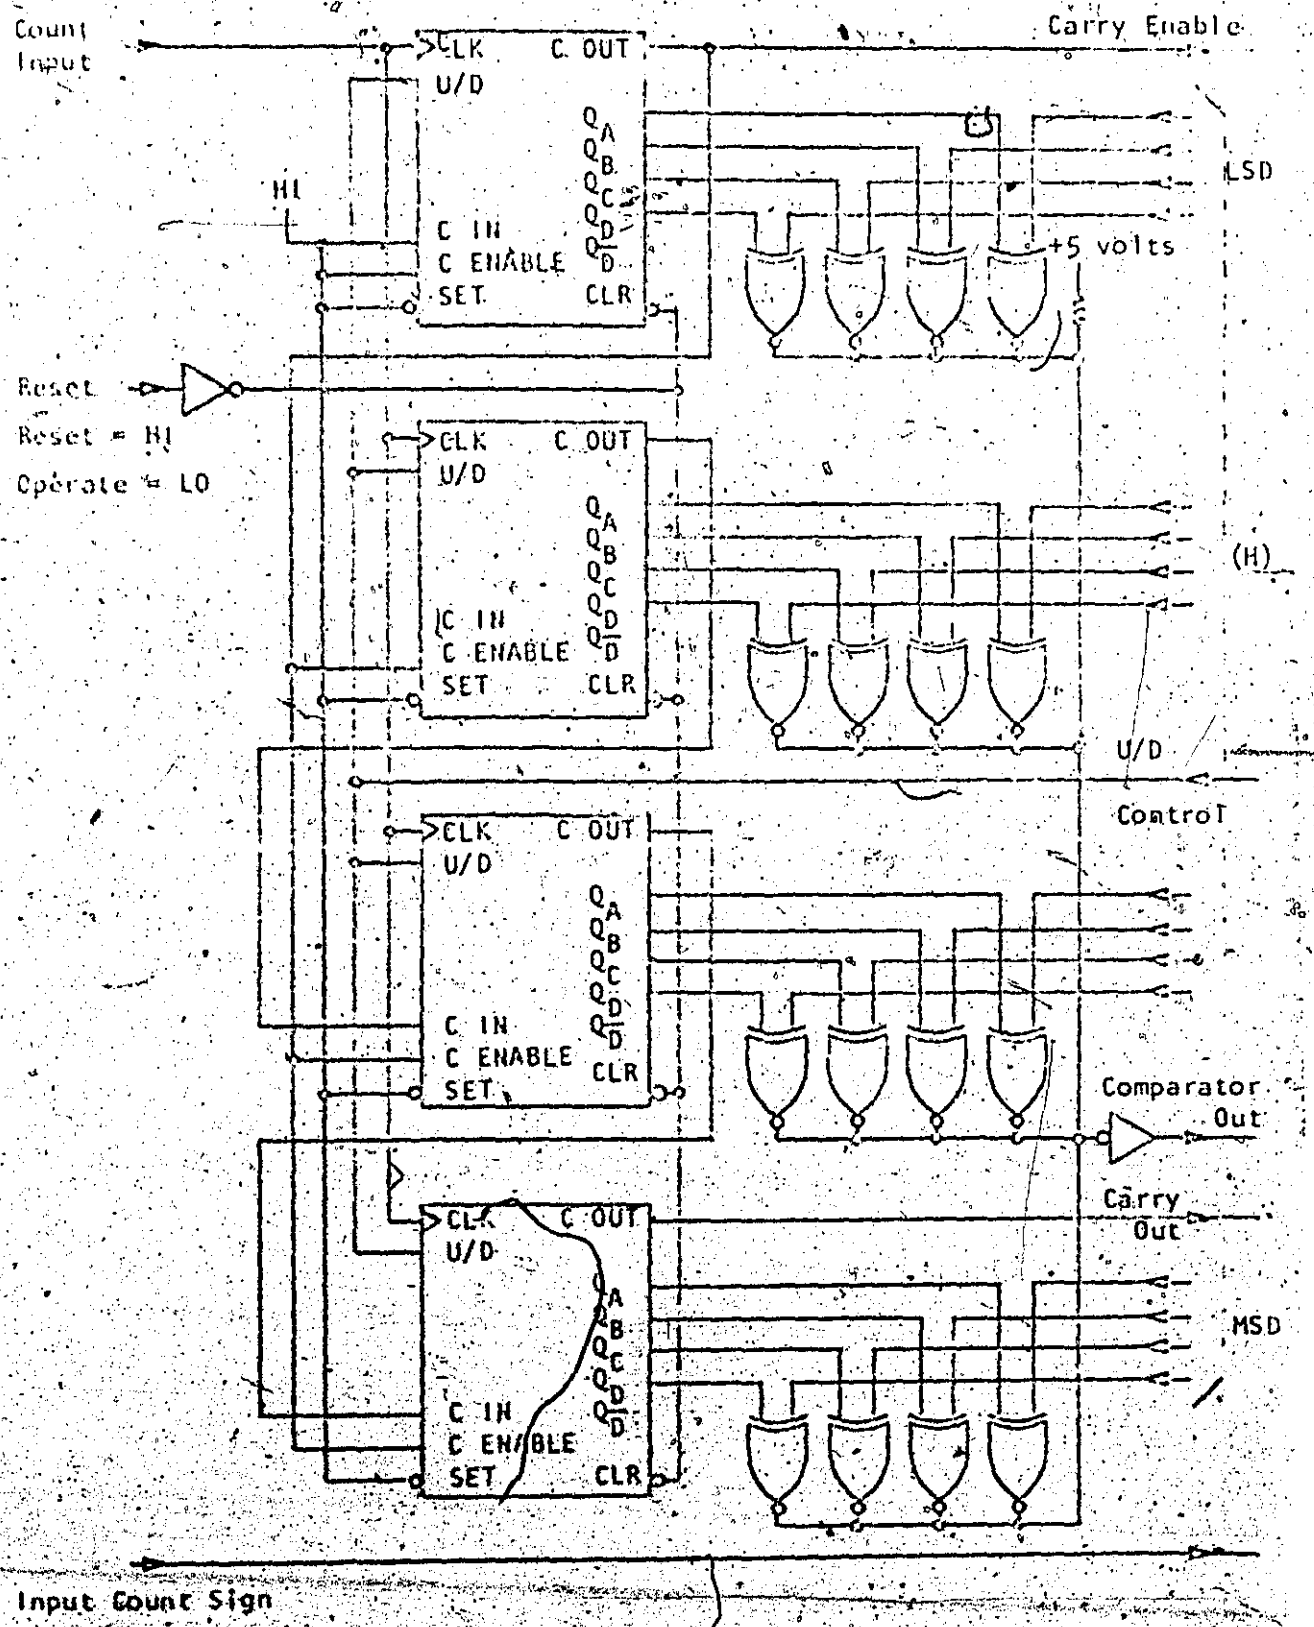 Count
Input
Carry Enable
CLK C OUT
U/D
QA
QB
QC
QD
QD̅
HI
C IN
C ENABLE
SET CLR
LSD
+5 volts
Reset
Reset = HI
Operate = LO
CLK C OUT
U/D
QA
QB
QC
QD
QD̅
C IN
C ENABLE
SET CLR
(H)
U/D
Control
CLK C OUT
U/D
QA
QB
QC
QD
QD̅
C IN
C ENABLE
SET CLR
Comparator
Out
Carry
Out
CLK C OUT
U/D
QA
QB
QC
QD
QD̅
C IN
C ENABLE
SET CLR
MSD
Input Count Sign